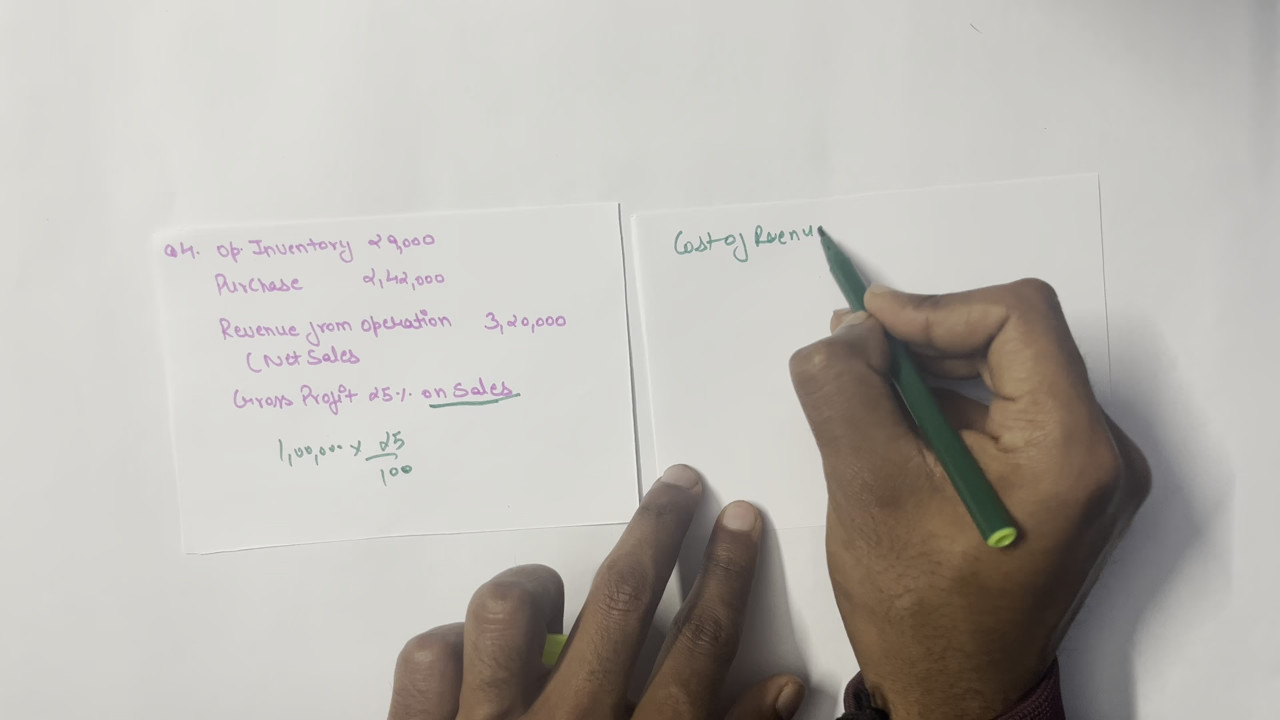 Q4. Op. Inventory 29,000
Purchase 2,42,000
Revenue from operation 3,20,000
(Net Sales
Gross Profit 25% on Sales
1,00,000 x 25
100
Cost of Revenu